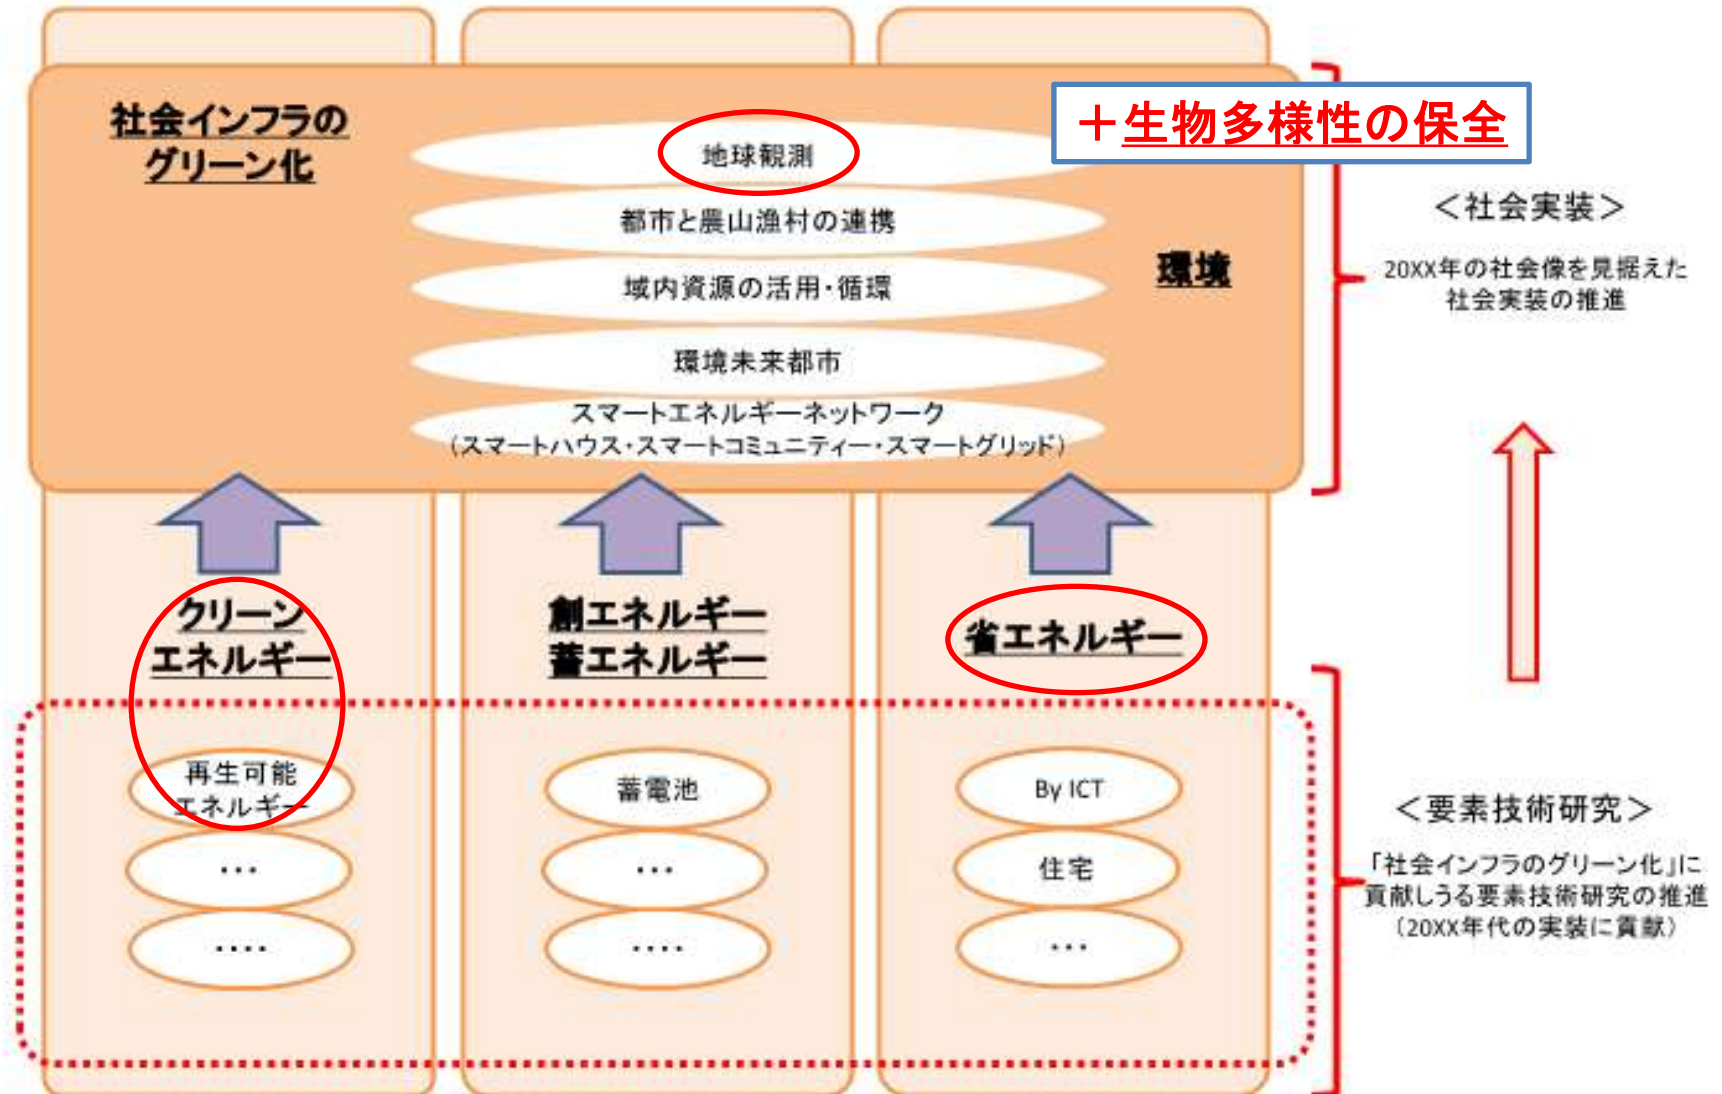 社会インフラの
グリーン化
＋生物多様性の保全
地球観測
都市と農山漁村の連携
域内資源の活用・循環
環境未来都市
スマートエネルギーネットワーク
（スマートハウス・スマートコミュニティー・スマートグリッド）
環境
＜社会実装＞
20XX年の社会像を見据えた
社会実装の推進
クリーン
エネルギー
創エネルギー
蓄エネルギー
省エネルギー
再生可能
エネルギー
…
….
蓄電池
…
….
By ICT
住宅
…
＜要素技術研究＞
「社会インフラのグリーン化」に
貢献しうる要素技術研究の推進
（20XX年代の実装に貢献）